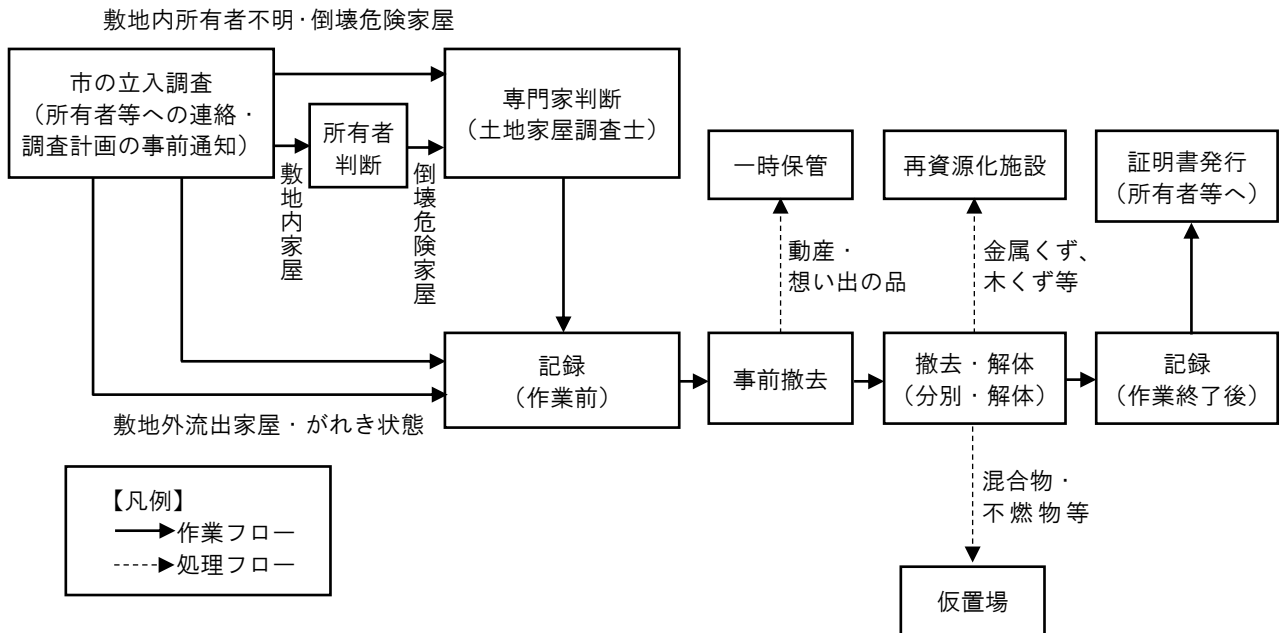 敷地内所有者不明・倒壊危険家屋
市の立入調査
（所有者等への連絡・
調査計画の事前通知）
所有者
判断
専門家判断
（土地家屋調査士）
敷地内家屋
倒壊危険家屋
一時保管
再資源化施設
証明書発行
（所有者等へ）
動産・
想い出の品
金属くず、
木くず等
記録
（作業前）
事前撤去
撤去・解体
（分別・解体）
記録
（作業終了後）
敷地外流出家屋・がれき状態
混合物・
不燃物等
仮置場
【凡例】
作業フロー
処理フロー